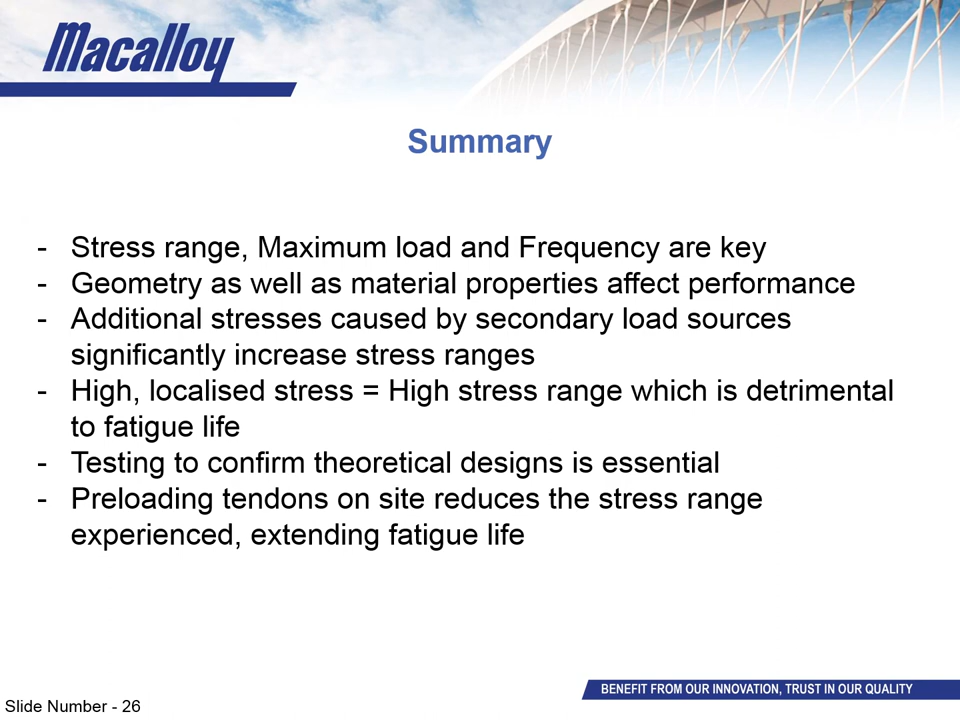 Macalloy
Summary
- Stress range, Maximum load and Frequency are key
- Geometry as well as material properties affect performance
- Additional stresses caused by secondary load sources
significantly increase stress ranges
- High, localised stress = High stress range which is detrimental
to fatigue life
- Testing to confirm theoretical designs is essential
- Preloading tendons on site reduces the stress range
experienced, extending fatigue life
BENEFIT FROM OUR INNOVATION, TRUST IN OUR QUALITY
Slide Number - 26